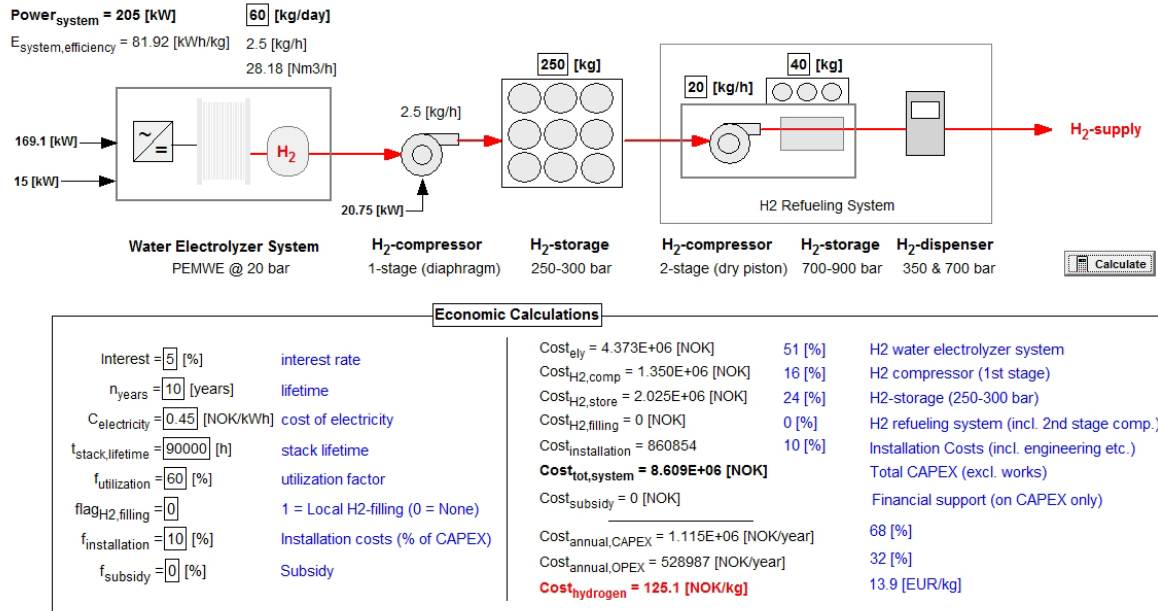 Power_system = 205 [kW] 60 [kg/day]
E_system,efficiency = 81.92 [kWh/kg] 2.5 [kg/h]
28.18 [Nm3/h]
250 [kg]
40 [kg]
20 [kg/h]
2.5 [kg/h]
~
=
169.1 [kW]
H2
H2-supply
15 [kW]
20.75 [kW]
H2 Refueling System
Water Electrolyzer System H2-compressor H2-storage H2-compressor H2-storage H2-dispenser
PEMWE @ 20 bar 1-stage (diaphragm) 250-300 bar 2-stage (dry piston) 700-900 bar 350 & 700 bar
Calculate
Economic Calculations
Interest = 5 [%] interest rate
n_years = 10 [years] lifetime
C_electricity = 0.45 [NOK/kWh] cost of electricity
t_stack,lifetime = 90000 [h] stack lifetime
f_utilization = 60 [%] utilization factor
flag_H2,filling = 0 1 = Local H2-filling (0 = None)
f_installation = 10 [%] Installation costs (% of CAPEX)
f_subsidy = 0 [%] Subsidy
Cost_ely = 4.373E+06 [NOK] 51 [%] H2 water electrolyzer system
Cost_H2,comp = 1.350E+06 [NOK] 16 [%] H2 compressor (1st stage)
Cost_H2,store = 2.025E+06 [NOK] 24 [%] H2-storage (250-300 bar)
Cost_H2,filling = 0 [NOK] 0 [%] H2 refueling system (incl. 2nd stage comp.)
Cost_installation = 860854 10 [%] Installation Costs (incl. engineering etc.)
Cost_tot,system = 8.609E+06 [NOK] Total CAPEX (excl. works)
Cost_subsidy = 0 [NOK] Financial support (on CAPEX only)
Cost_annual,CAPEX = 1.115E+06 [NOK/year] 68 [%]
Cost_annual,OPEX = 528987 [NOK/year] 32 [%]
Cost_hydrogen = 125.1 [NOK/kg] 13.9 [EUR/kg]